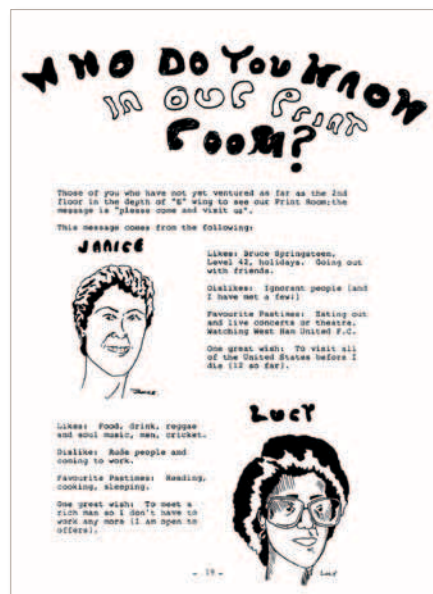 WHO DO YOU KNOW
IN OUR PRINT
ROOM?
Those of you who have not yet ventured as far as the 2nd
floor in the depth of "E" wing to see our Print Room; the
message is "please come and visit us".
This message comes from the following:
JANICE
Likes: Bruce Springsteen,
Level 42, holidays. Going out
with friends.
Dislikes: Ignorant people (and
I have met a few!)
Favourite Pastimes: Eating out
and live concerts or theatre.
Watching West Ham United F.C.
One great wish: To visit all
of the United States before I
die (12 so far).
JANICE
LUCY
Likes: Food, drink, reggae
and soul music, men, cricket.
Dislike: Rude people and
coming to work.
Favourite Pastimes: Reading,
cooking, sleeping.
One great wish: To meet a
rich man so I don't have to
work any more (I am open to
offers).
- 19 -
LUCY